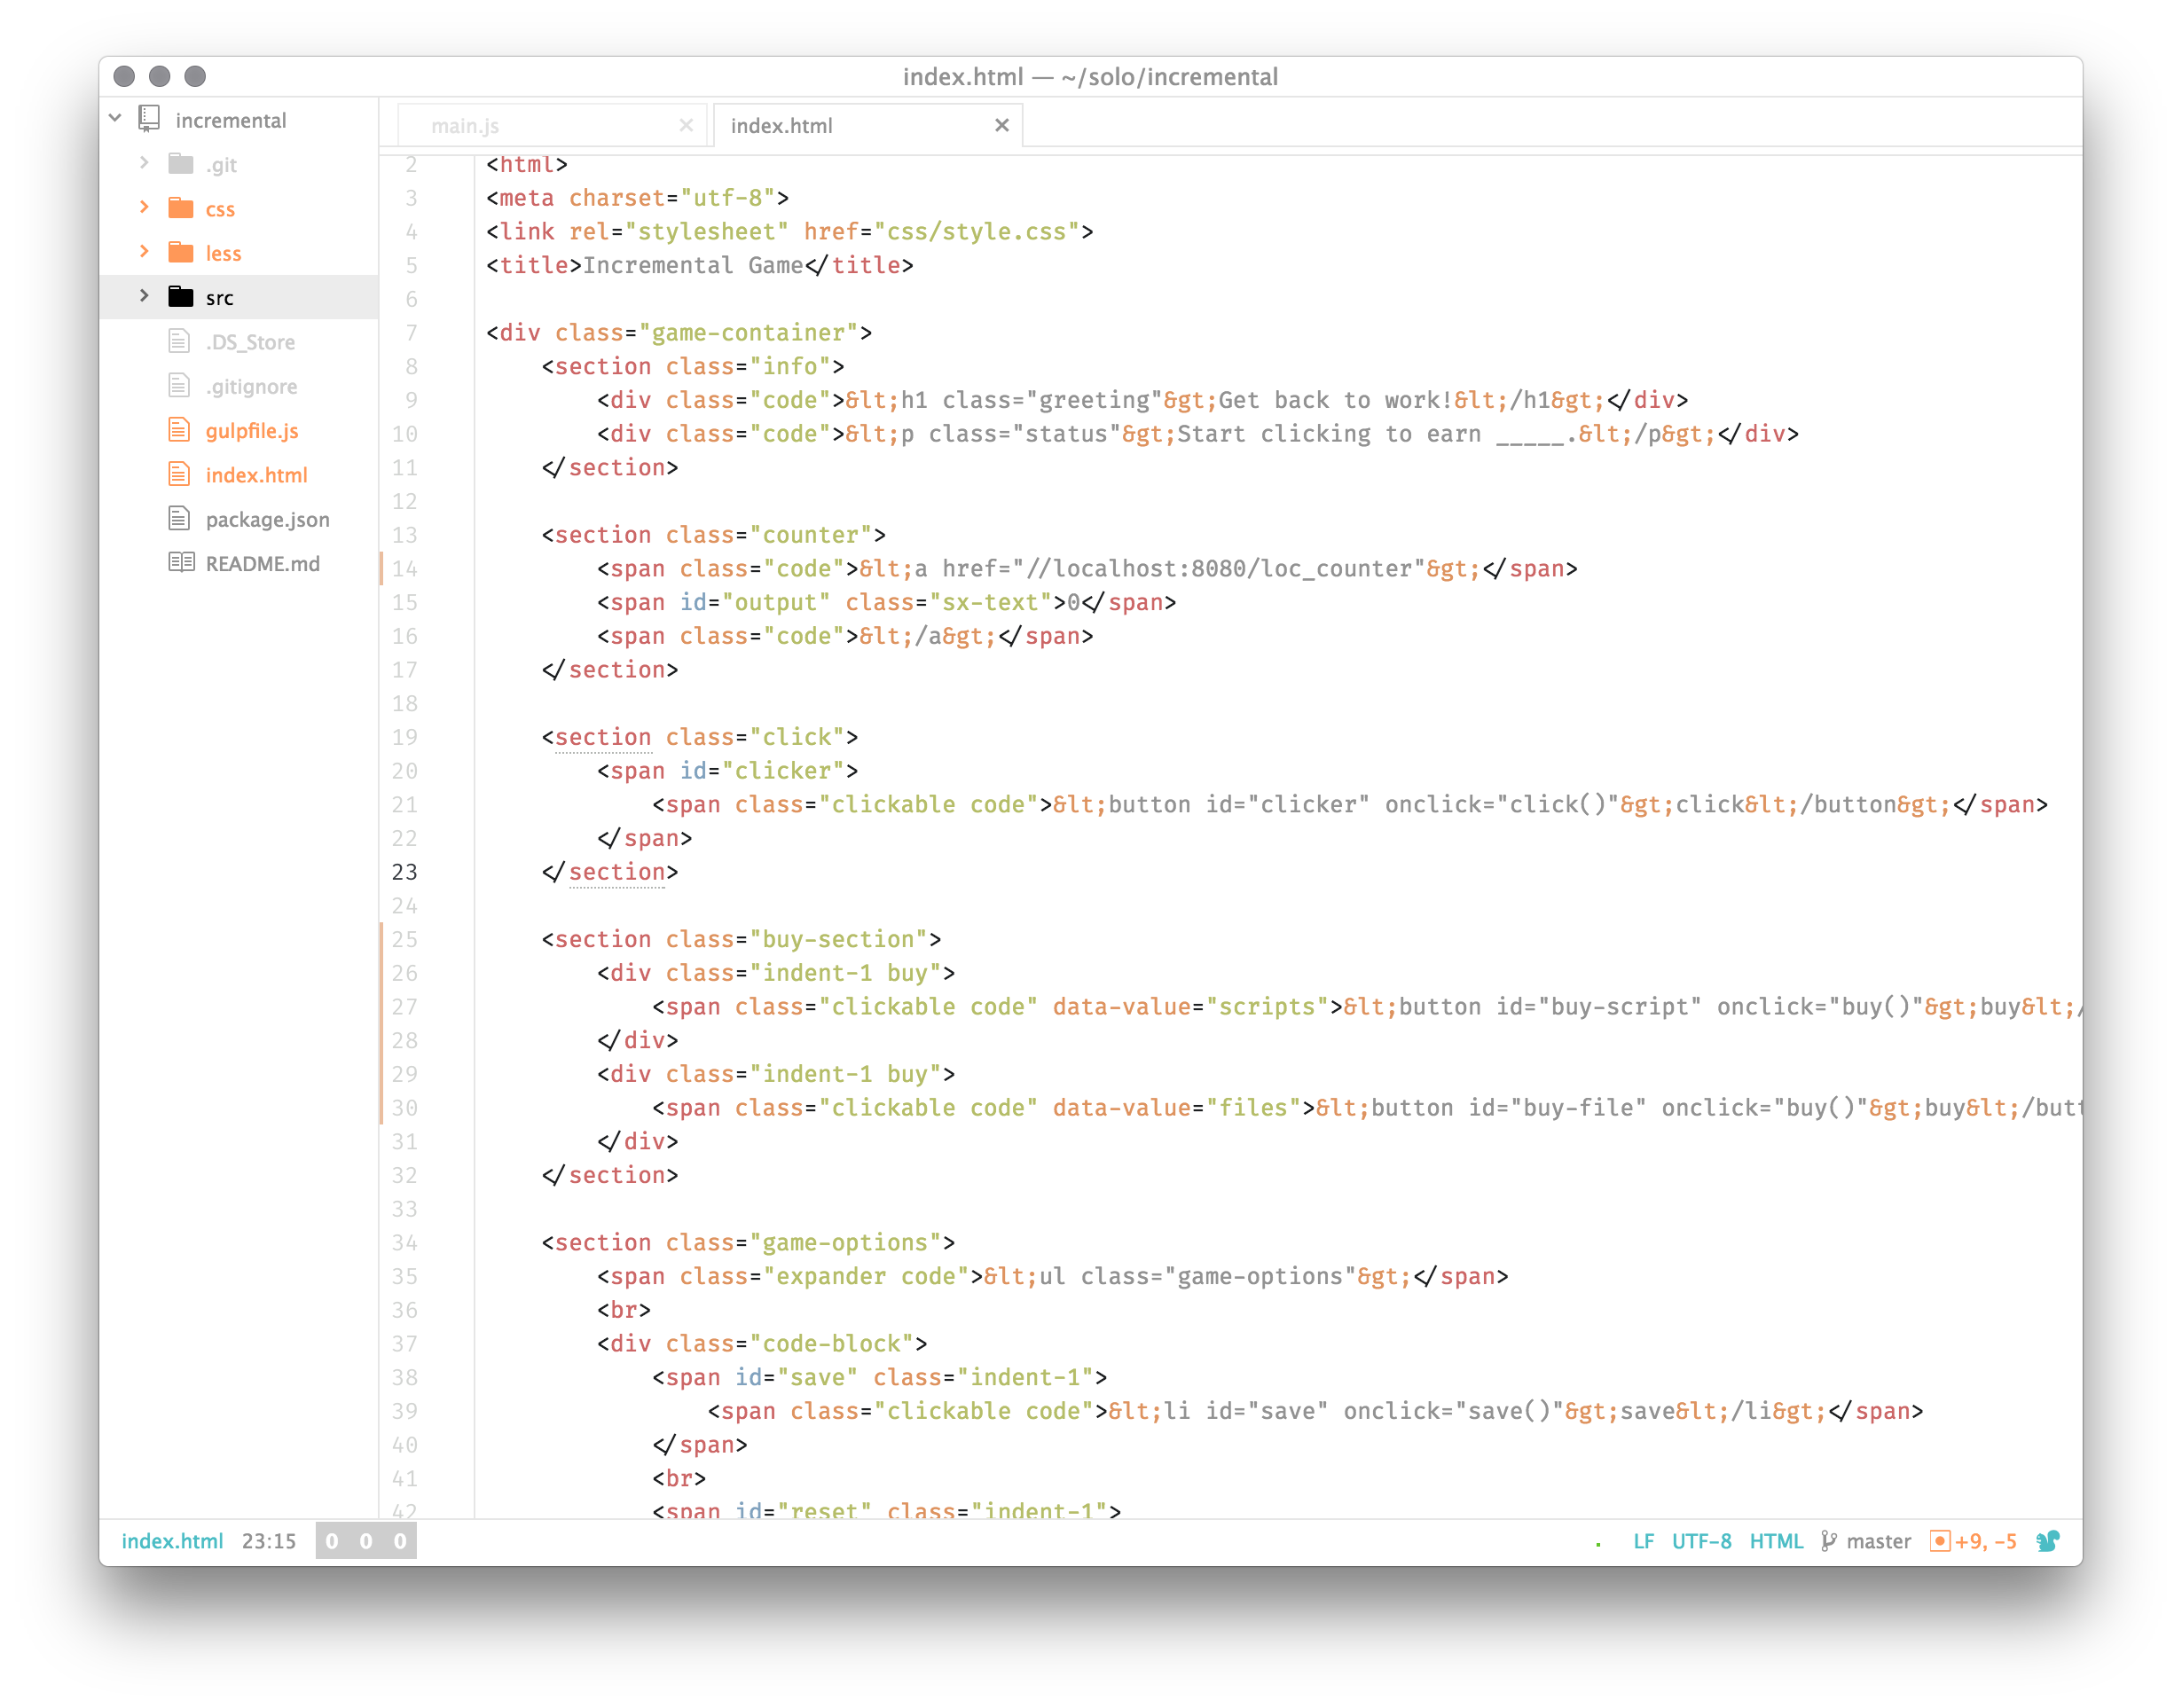 index.html — ~/solo/incremental
incremental
.git
css
less
src
.DS_Store
.gitignore
gulpfile.js
index.html
package.json
README.md
main.js
index.html
2 <html>
3 <meta charset="utf-8">
4 <link rel="stylesheet" href="css/style.css">
5 <title>Incremental Game</title>
6
7 <div class="game-container">
8     <section class="info">
9         <div class="code">&lt;h1 class="greeting"&gt;Get back to work!&lt;/h1&gt;</div>
10         <div class="code">&lt;p class="status"&gt;Start clicking to earn _____.&lt;/p&gt;</div>
11     </section>
12
13     <section class="counter">
14         <span class="code">&lt;a href="//localhost:8080/loc_counter"&gt;</span>
15         <span id="output" class="sx-text">0</span>
16         <span class="code">&lt;/a&gt;</span>
17     </section>
18
19     <section class="click">
20         <span id="clicker">
21             <span class="clickable code">&lt;button id="clicker" onclick="click()"&gt;click&lt;/button&gt;</span>
22         </span>
23     </section>
24
25     <section class="buy-section">
26         <div class="indent-1 buy">
27             <span class="clickable code" data-value="scripts">&lt;button id="buy-script" onclick="buy()"&gt;buy&lt;/
28         </div>
29         <div class="indent-1 buy">
30             <span class="clickable code" data-value="files">&lt;button id="buy-file" onclick="buy()"&gt;buy&lt;/butt
31         </div>
32     </section>
33
34     <section class="game-options">
35         <span class="expander code">&lt;ul class="game-options"&gt;</span>
36         <br>
37         <div class="code-block">
38             <span id="save" class="indent-1">
39                 <span class="clickable code">&lt;li id="save" onclick="save()"&gt;save&lt;/li&gt;</span>
40             </span>
41             <br>
42             <span id="reset" class="indent-1">
index.html 23:15 0 0 0 LF UTF-8 HTML master +9, -5